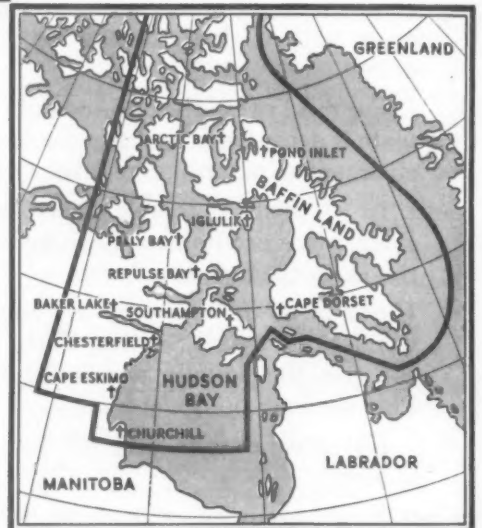 GREENLAND
ARCTIC BAY†
†POND INLET
BAFFIN LAND
IGLULIK†
PELLY BAY†
REPULSE BAY†
BAKER LAKE†
SOUTHAMPTON
†CAPE DORSET
CHESTERFIELD†
CAPE ESKIMO
†
HUDSON
BAY
†CHURCHILL
LABRADOR
MANITOBA